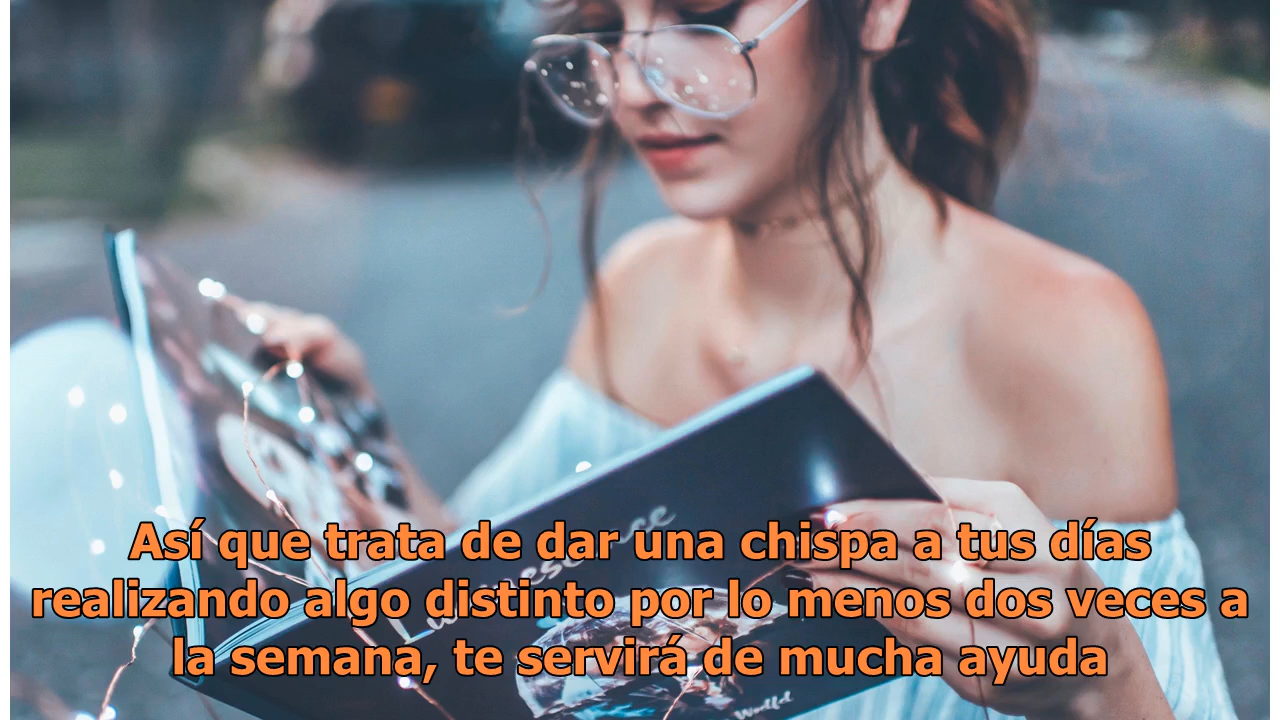 Así que trata de dar una chispa a tus días
realizando algo distinto por lo menos dos veces a
la semana, te servirá de mucha ayuda